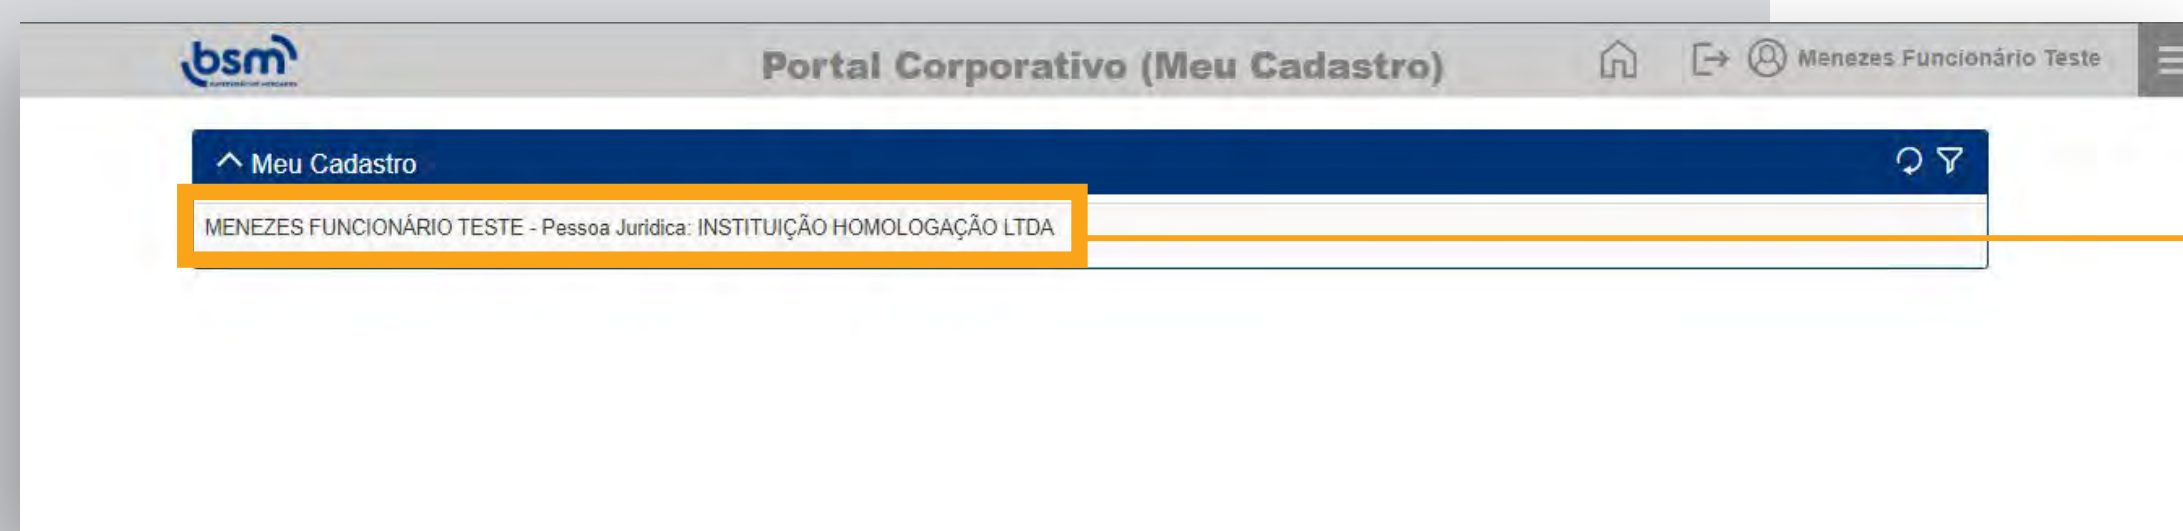 bsm
Portal Corporativo (Meu Cadastro)
Menezes Funcionário Teste
Meu Cadastro
MENEZES FUNCIONÁRIO TESTE - Pessoa Juridica: INSTITUIÇÃO HOMOLOGAÇÃO LTDA